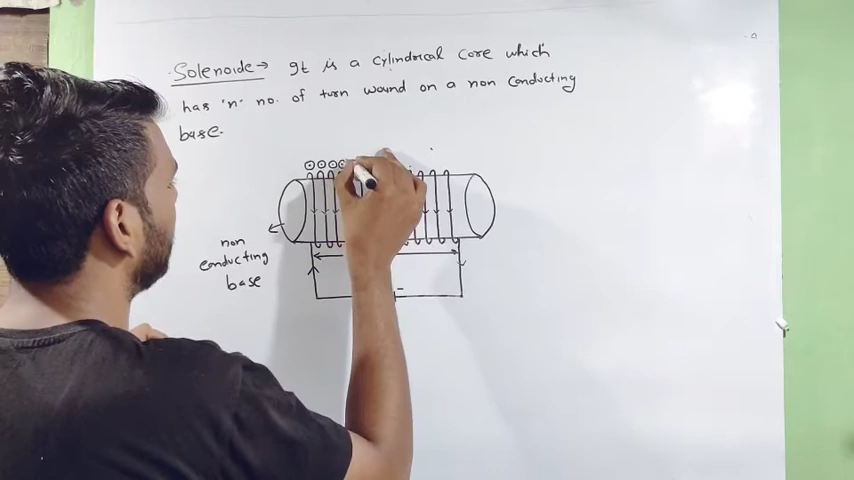 Solenoide → It is a cylindrical core which
has 'n' no. of turn wound on a non conducting
base.
non
conducting
base
-